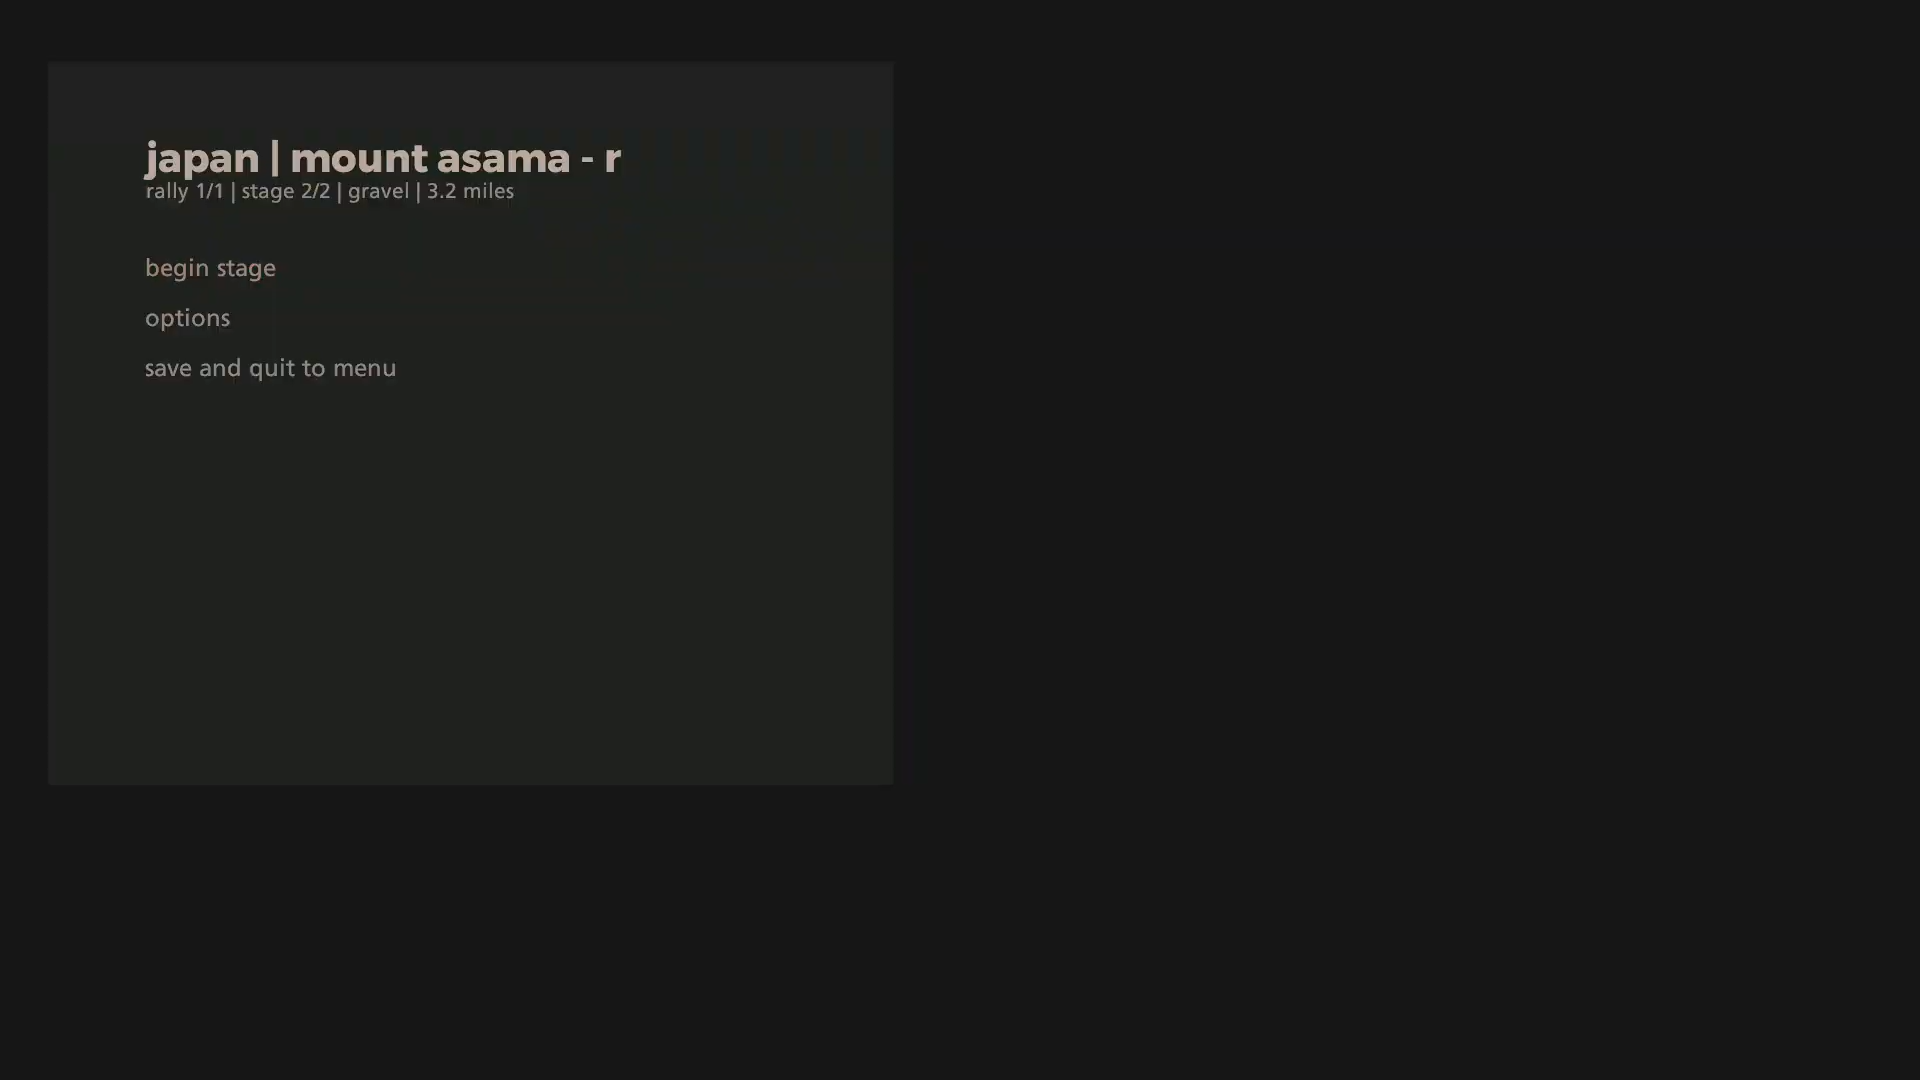 japan | mount asama - r
rally 1/1 | stage 2/2 | gravel | 3.2 miles
begin stage
options
save and quit to menu